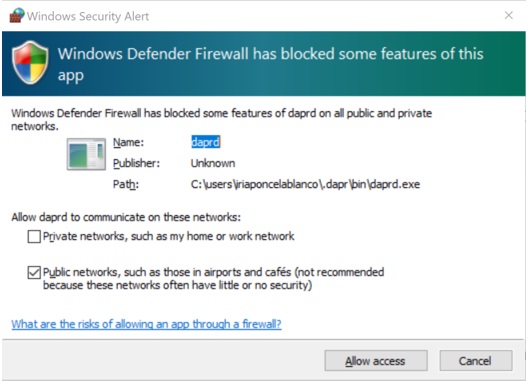 Windows Security Alert
Windows Defender Firewall has blocked some features of this
app
Windows Defender Firewall has blocked some features of daprd on all public and private
networks.
Name: daprd
Publisher: Unknown
Path: C:\users\iriaponcelablanco\.dapr\bin\daprd.exe
Allow daprd to communicate on these networks:
Private networks, such as my home or work network
Public networks, such as those in airports and cafés (not recommended
because these networks often have little or no security)
What are the risks of allowing an app through a firewall?
Allow access Cancel